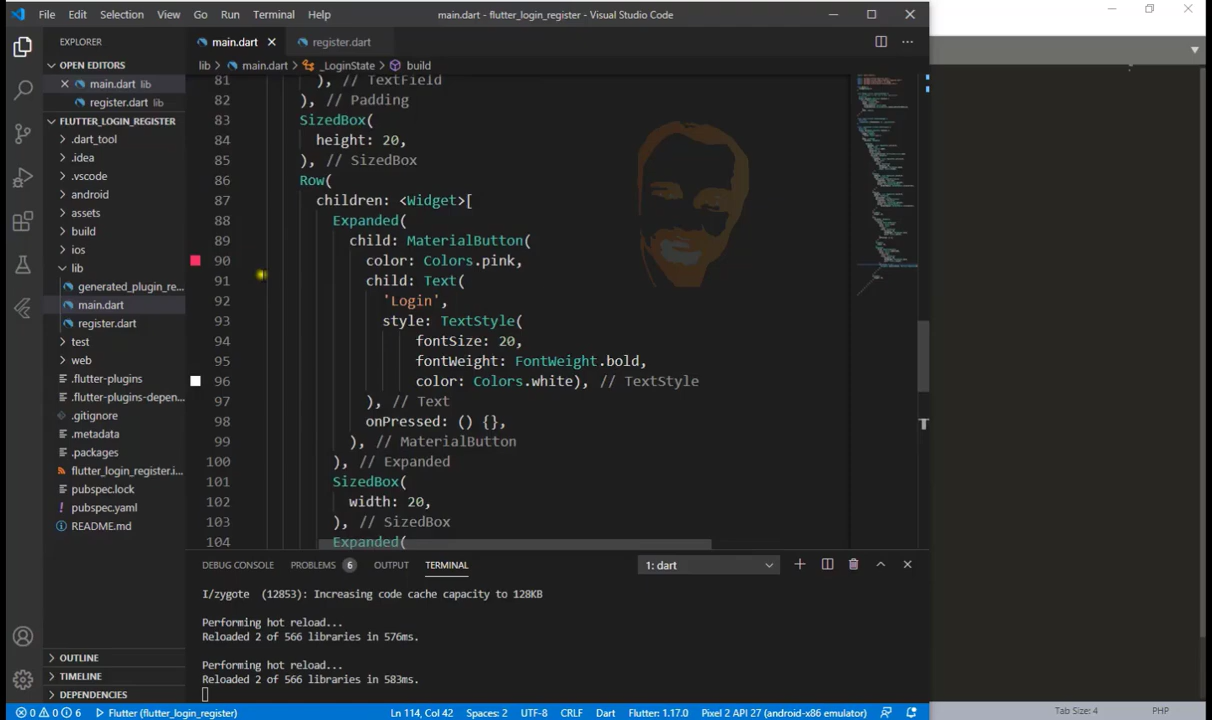 File Edit Selection View Go Run Terminal Help main.dart - flutter_login_register - Visual Studio Code
EXPLORER
OPEN EDITORS
main.dart lib
register.dart lib
FLUTTER_LOGIN_REGISTER
.dart_tool
.idea
.vscode
android
assets
build
ios
lib
generated_plugin_re...
main.dart
register.dart
test
web
.flutter-plugins
.flutter-plugins-depen...
.gitignore
.metadata
.packages
flutter_login_register.i...
pubspec.lock
pubspec.yaml
README.md
OUTLINE
TIMELINE
DEPENDENCIES
main.dart register.dart
lib > main.dart > _LoginState > build
81 ), // TextField
82 ), // Padding
83 SizedBox(
84 height: 20,
85 ), // SizedBox
86 Row(
87 children: <Widget>[
88 Expanded(
89 child: MaterialButton(
90 color: Colors.pink,
91 child: Text(
92 'Login',
93 style: TextStyle(
94 fontSize: 20,
95 fontWeight: FontWeight.bold,
96 color: Colors.white), // TextStyle
97 ), // Text
98 onPressed: () {},
99 ), // MaterialButton
100 ), // Expanded
101 SizedBox(
102 width: 20,
103 ), // SizedBox
104 Expanded(
DEBUG CONSOLE PROBLEMS 6 OUTPUT TERMINAL 1: dart
I/zygote (12853): Increasing code cache capacity to 128KB
Performing hot reload...
Reloaded 2 of 566 libraries in 576ms.
Performing hot reload...
Reloaded 2 of 566 libraries in 583ms.
0 0 6 Flutter (flutter_login_register) Ln 114, Col 42 Spaces: 2 UTF-8 CRLF Dart Flutter: 1.17.0 Pixel 2 API 27 (android-x86 emulator)
Tab Size: 4 PHP